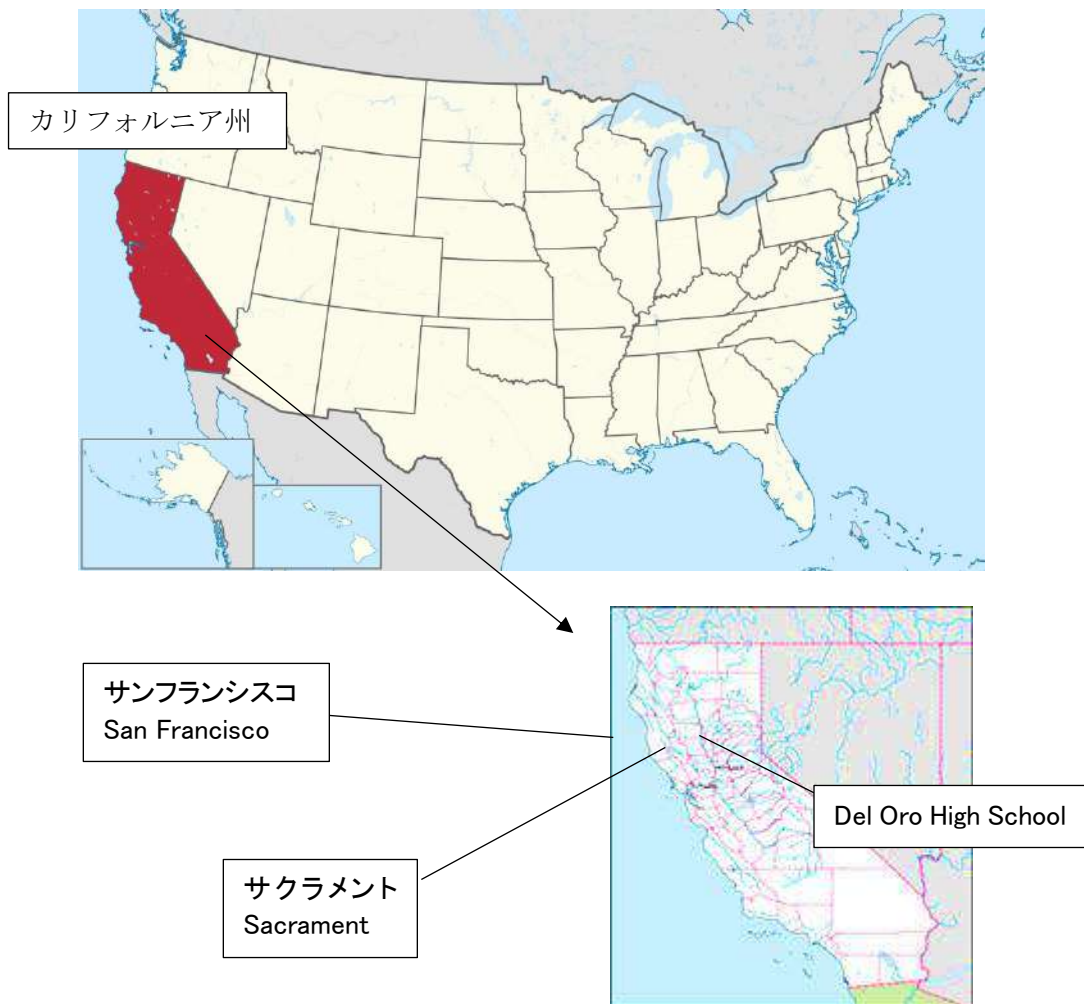 カリフォルニア州
サンフランシスコ
San Francisco
Del Oro High School
サクラメント
Sacrament